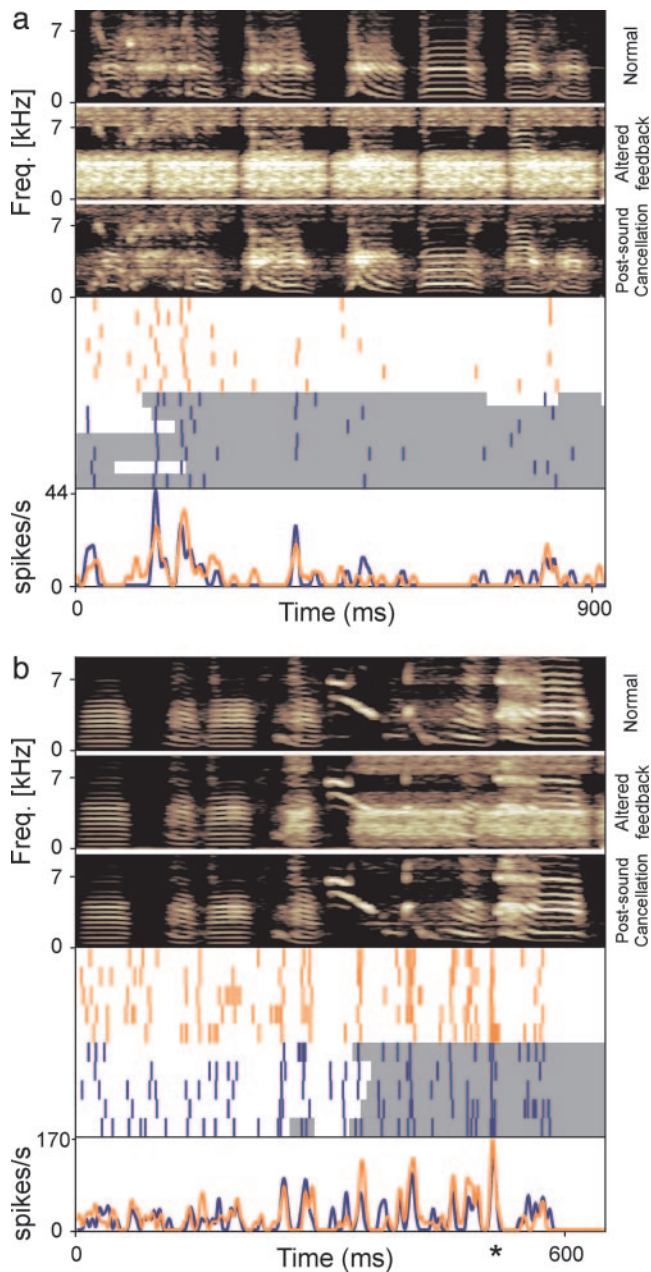 a
7
0
Normal
7
0
Altered
feedback
7
0
Post-sound
Cancellation
Freq. [kHz]
44
0
spikes/s
0
Time (ms)
900
b
7
0
Normal
7
0
Altered
feedback
7
0
Post-sound
Cancellation
Freq. [kHz]
170
0
spikes/s
0
Time (ms)
*
600